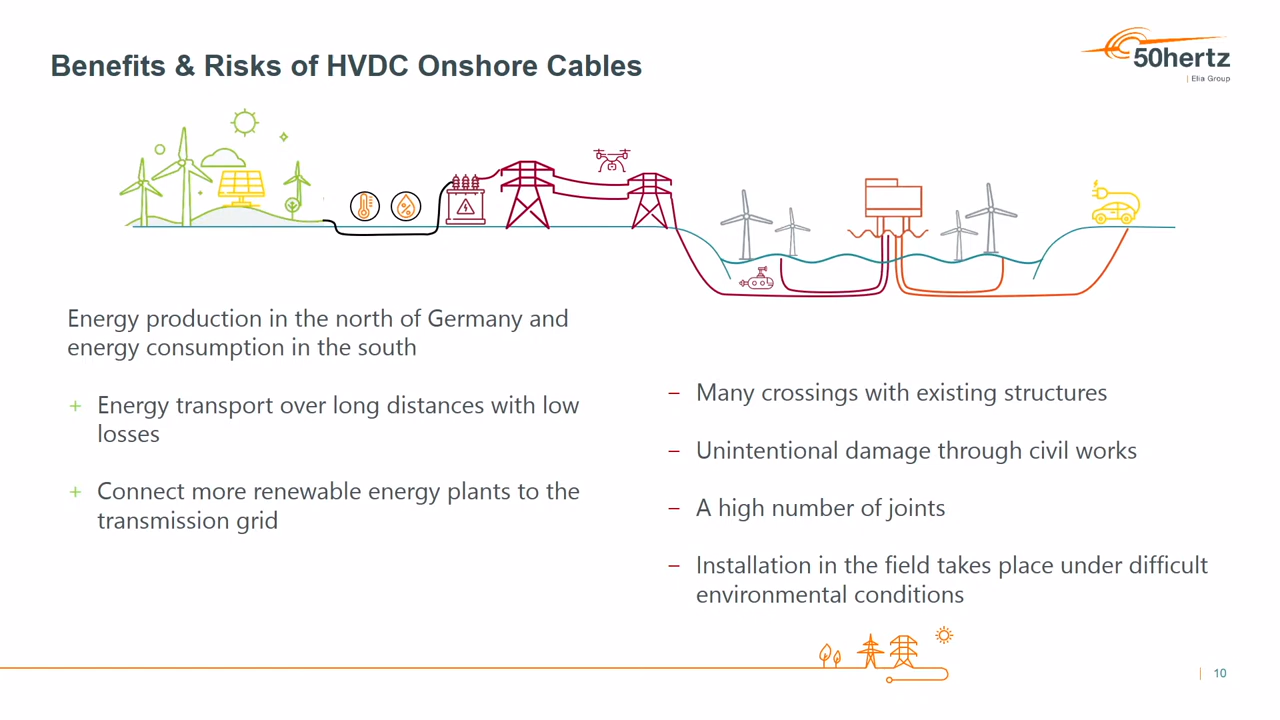 Benefits & Risks of HVDC Onshore Cables
50hertz
| Elia Group
Energy production in the north of Germany and
energy consumption in the south
+ Energy transport over long distances with low
losses
+ Connect more renewable energy plants to the
transmission grid
– Many crossings with existing structures
– Unintentional damage through civil works
– A high number of joints
– Installation in the field takes place under difficult
environmental conditions
| 10